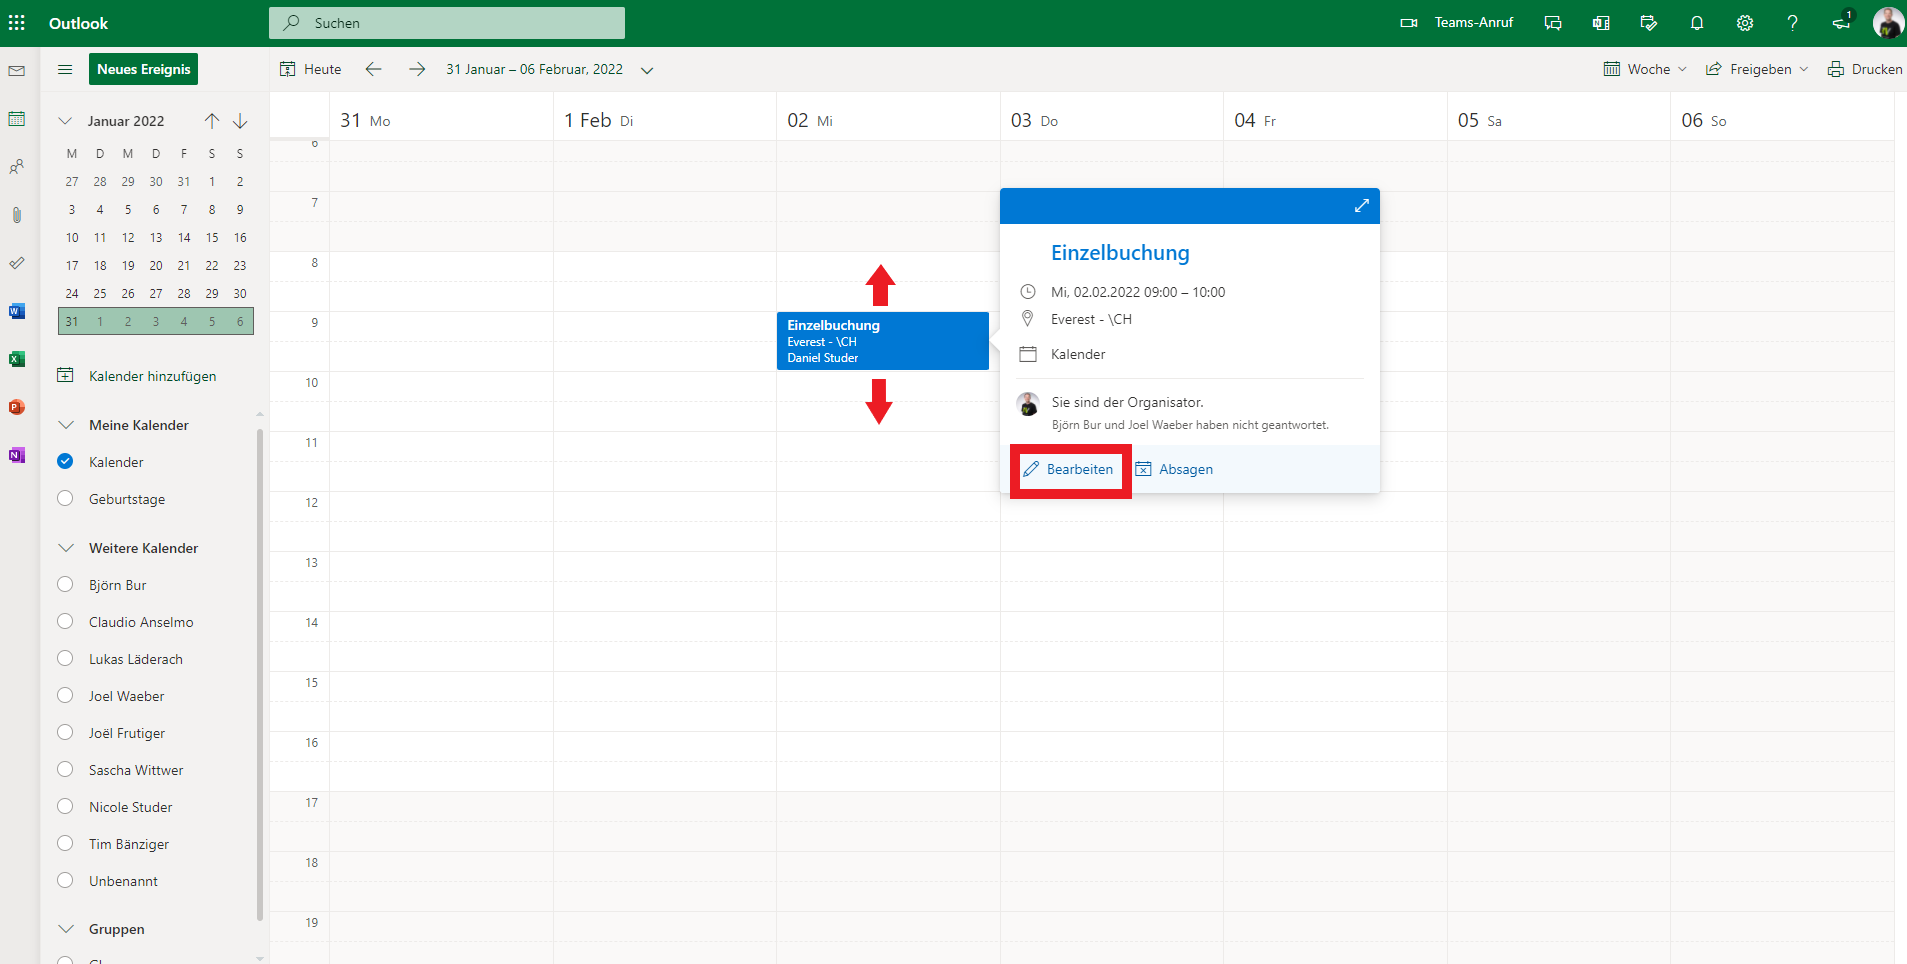 Outlook
Suchen
Teams-Anruf
1
Neues Ereignis
Heute
31 Januar – 06 Februar, 2022
Woche
Freigeben
Drucken
Januar 2022
M D M D F S S
27 28 29 30 31 1 2
3 4 5 6 7 8 9
10 11 12 13 14 15 16
17 18 19 20 21 22 23
24 25 26 27 28 29 30
31 1 2 3 4 5 6
Kalender hinzufügen
Meine Kalender
Kalender
Geburtstage
Weitere Kalender
Björn Bur
Claudio Anselmo
Lukas Läderach
Joel Waeber
Joël Frutiger
Sascha Wittwer
Nicole Studer
Tim Bänziger
Unbenannt
Gruppen
31 Mo
1 Feb Di
02 Mi
03 Do
04 Fr
05 Sa
06 So
6
7
8
9
10
11
12
13
14
15
16
17
18
19
Einzelbuchung
Everest - \CH
Daniel Studer
Einzelbuchung
Mi, 02.02.2022 09:00 – 10:00
Everest - \CH
Kalender
Sie sind der Organisator.
Björn Bur und Joel Waeber haben nicht geantwortet.
Bearbeiten
Absagen